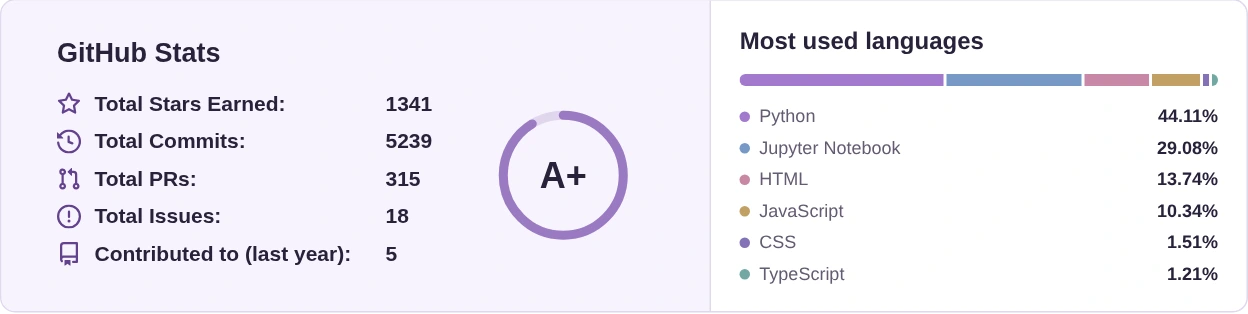 GitHub Stats
Total Stars Earned: 1341
Total Commits: 5239
Total PRs: 315
Total Issues: 18
Contributed to (last year): 5
A+
Most used languages
Python 44.11%
Jupyter Notebook 29.08%
HTML 13.74%
JavaScript 10.34%
CSS 1.51%
TypeScript 1.21%